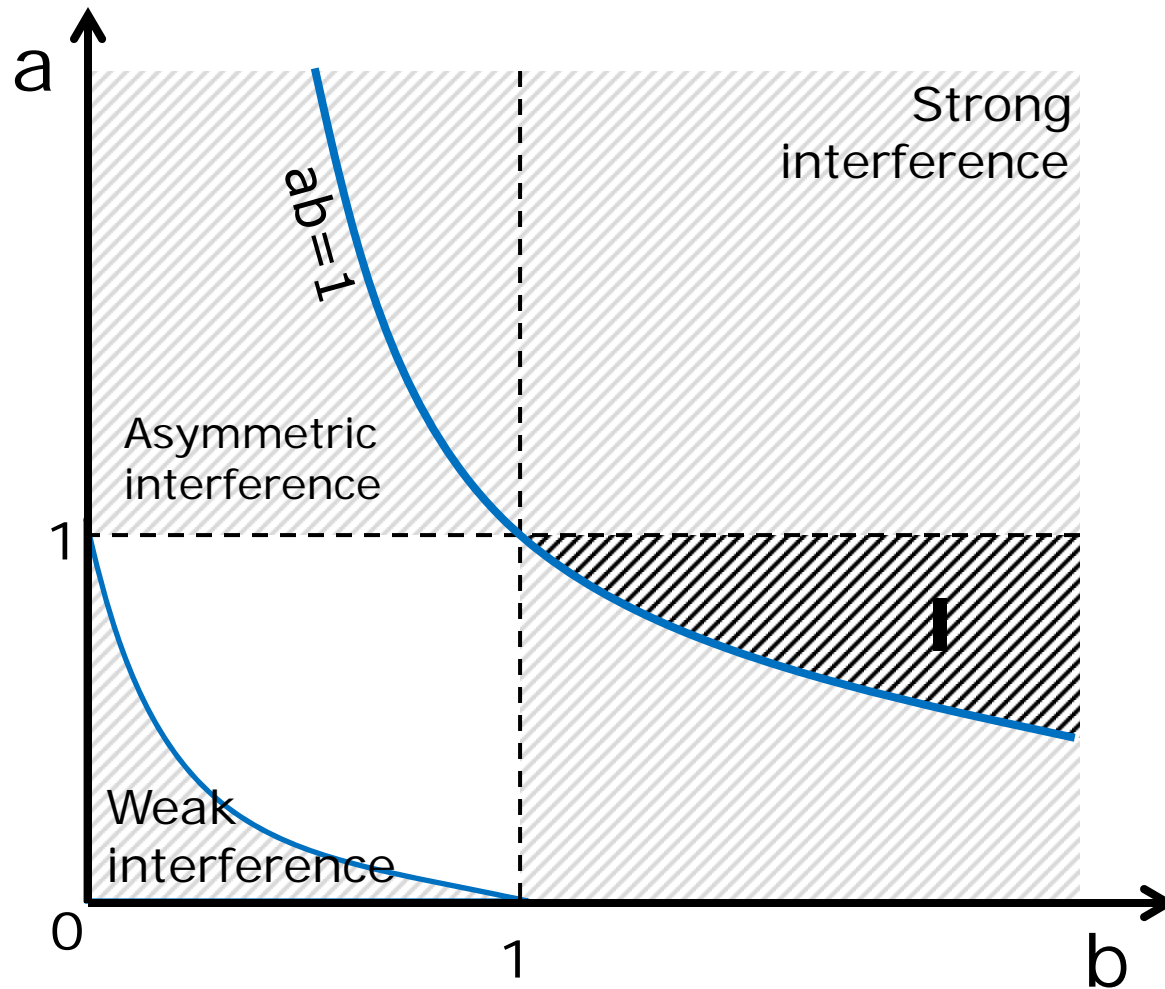 a
Strong
interference
ab=1
Asymmetric
interference
1
I
Weak
interference
0
1
b